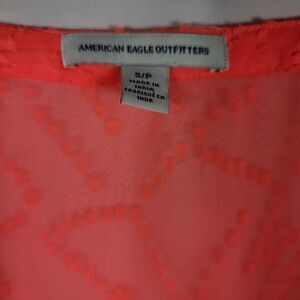 AMERICAN EAGLE OUTFITTERS
S/P
MADE IN
INDIA
FABRIQUÉ EN
INDE